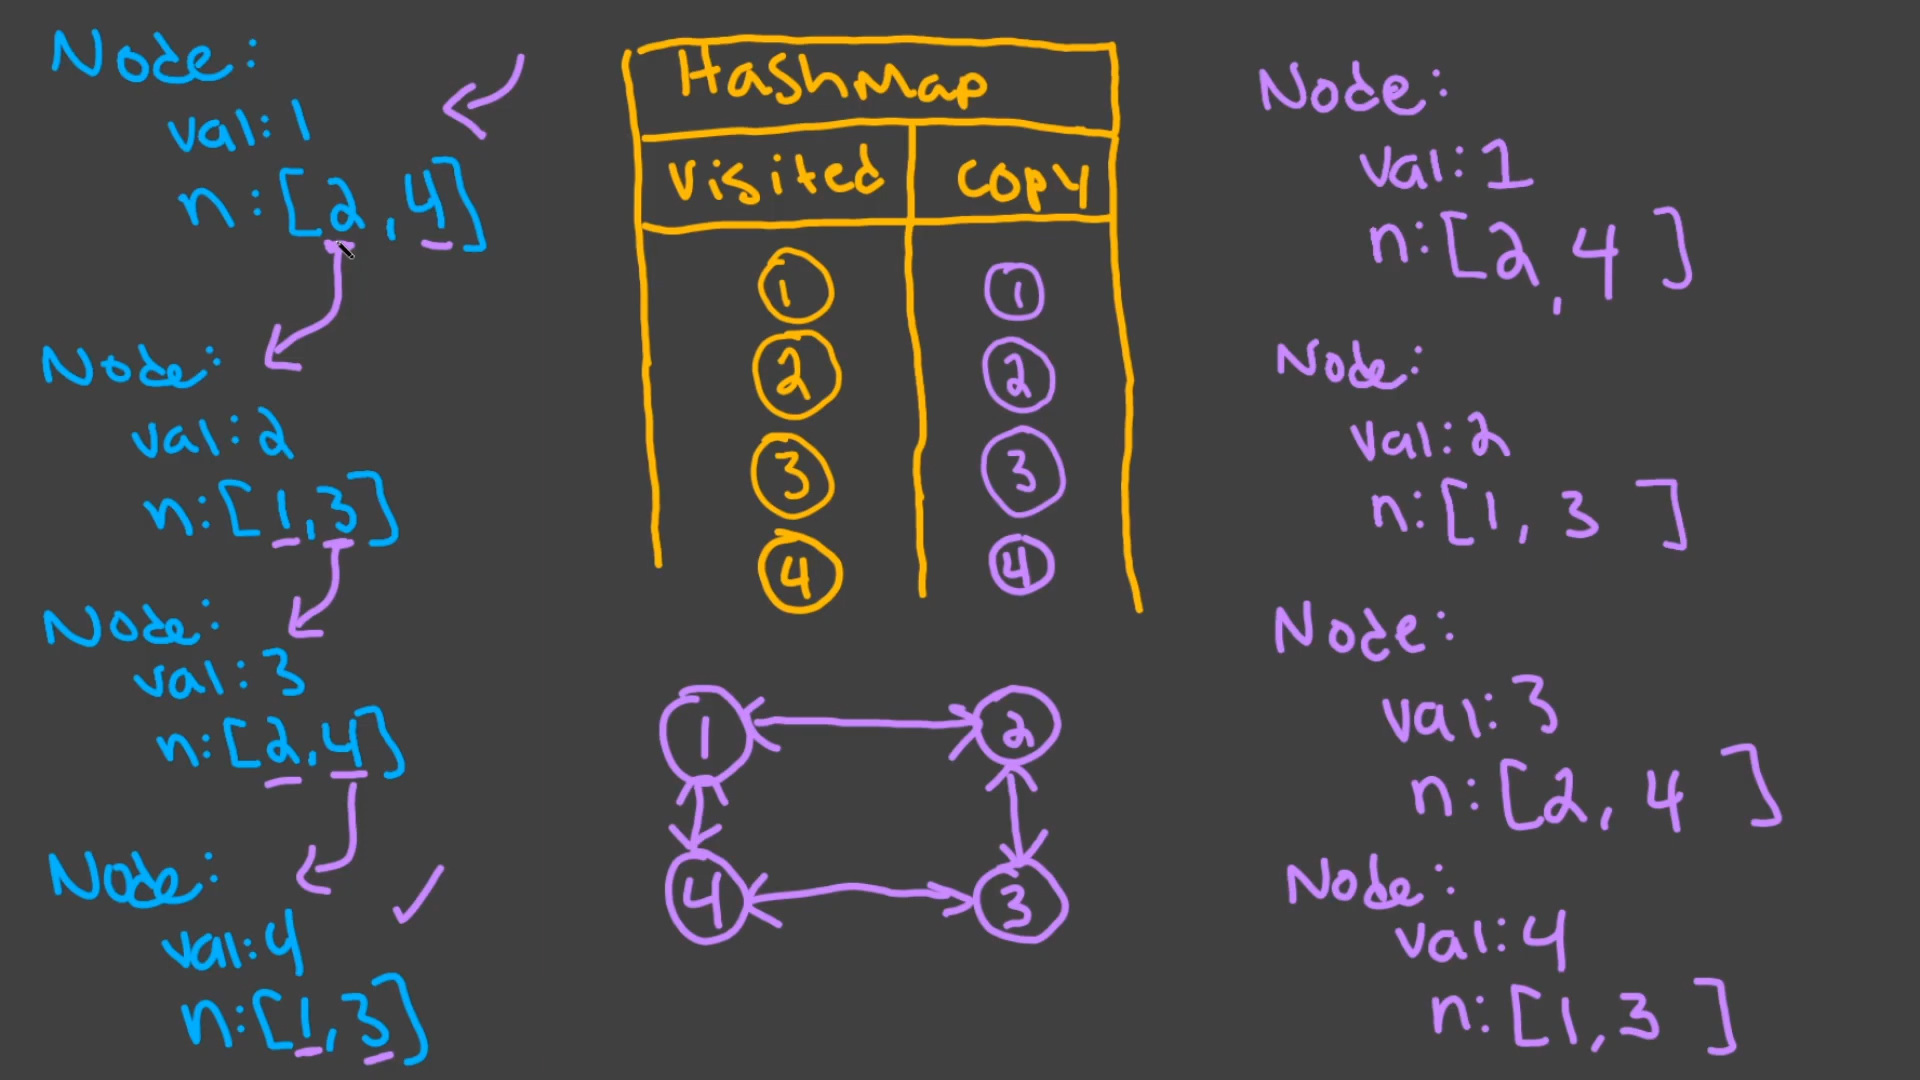 Node:
val: 1
n: [2, 4]
Node:
val: 2
n: [1, 3]
Node:
val: 3
n: [2, 4]
Node:
val: 4
n: [1, 3]
HashMap
visited copy
1 1
2 2
3 3
4 4
1 2
4 3
Node:
val: 1
n: [2, 4 ]
Node:
val: 2
n: [1, 3 ]
Node:
val: 3
n: [2, 4 ]
Node:
val: 4
n: [1, 3 ]